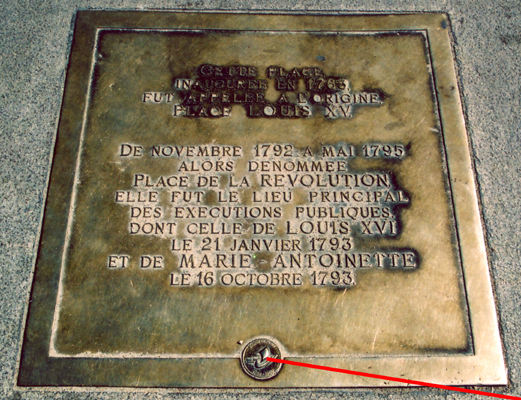 CETTE PLACE
INAUGUREE EN 1763
FUT APPELEE A L'ORIGINE
PLACE LOUIS XV
DE NOVEMBRE 1792 A MAI 1795
ALORS DENOMMEE
PLACE DE LA REVOLUTION
ELLE FUT LE LIEU PRINCIPAL
DES EXECUTIONS PUBLIQUES
DONT CELLE DE LOUIS XVI
LE 21 JANVIER 1793
ET DE MARIE-ANTOINETTE
LE 16 OCTOBRE 1793.